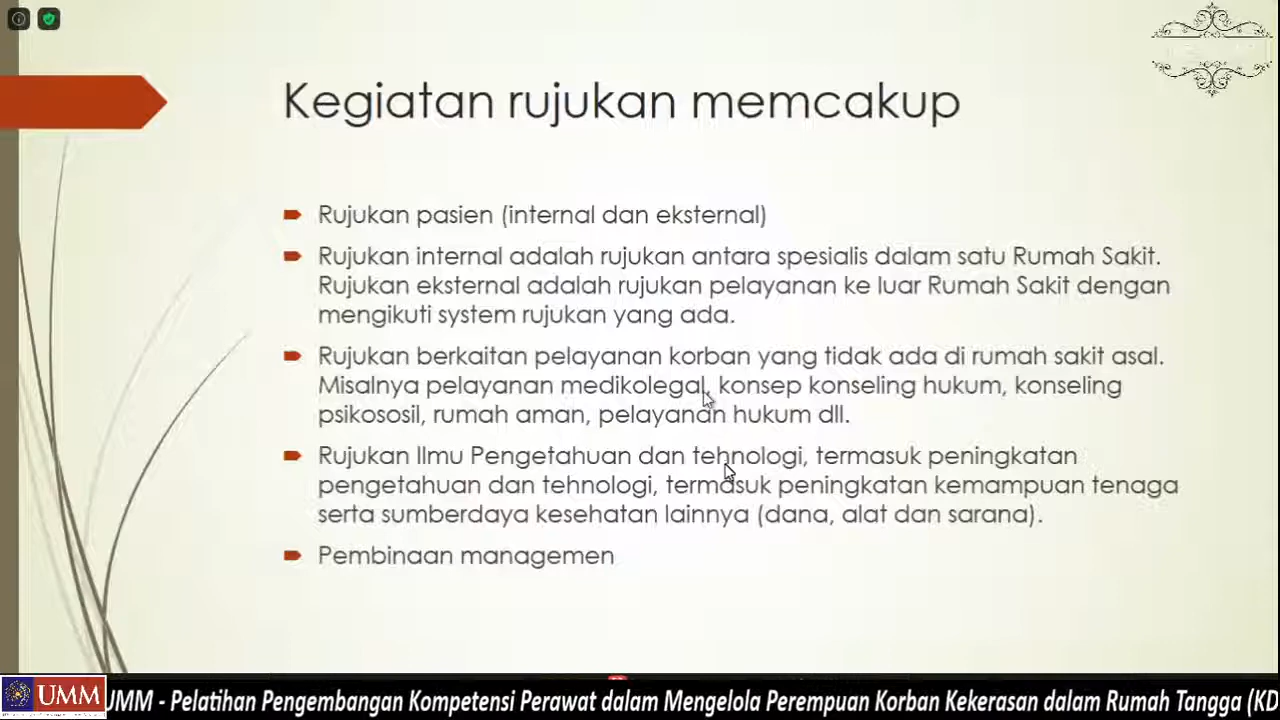 Kegiatan rujukan memcakup
Rujukan pasien (internal dan eksternal)
Rujukan internal adalah rujukan antara spesialis dalam satu Rumah Sakit.
Rujukan eksternal adalah rujukan pelayanan ke luar Rumah Sakit dengan
mengikuti system rujukan yang ada.
Rujukan berkaitan pelayanan korban yang tidak ada di rumah sakit asal.
Misalnya pelayanan medikolegal, konsep konseling hukum, konseling
psikososil, rumah aman, pelayanan hukum dll.
Rujukan Ilmu Pengetahuan dan tehnologi, termasuk peningkatan
pengetahuan dan tehnologi, termasuk peningkatan kemampuan tenaga
serta sumberdaya kesehatan lainnya (dana, alat dan sarana).
Pembinaan managemen
UMM
UMM - Pelatihan Pengembangan Kompetensi Perawat dalam Mengelola Perempuan Korban Kekerasan dalam Rumah Tangga (KD